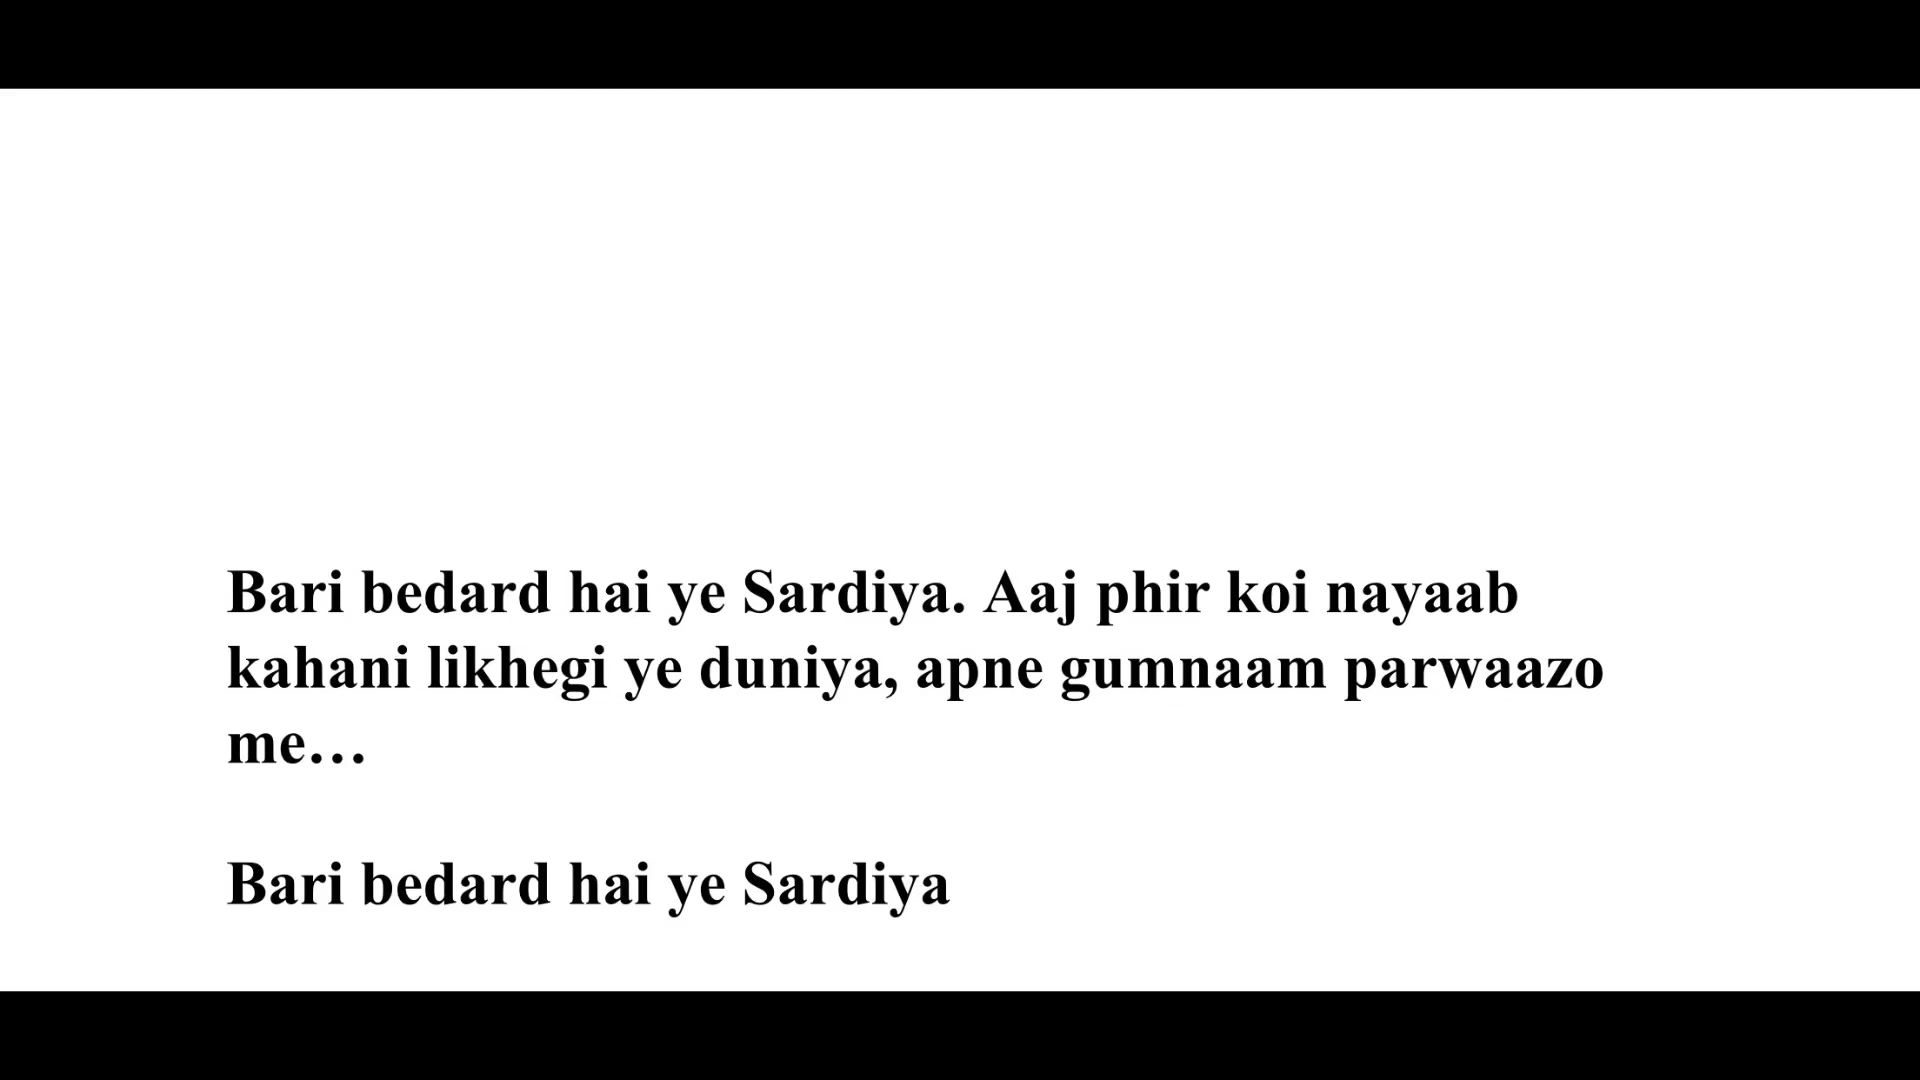 Bari bedard hai ye Sardiya. Aaj phir koi nayaab
kahani likhegi ye duniya, apne gumnaam parwaazo
me…
Bari bedard hai ye Sardiya